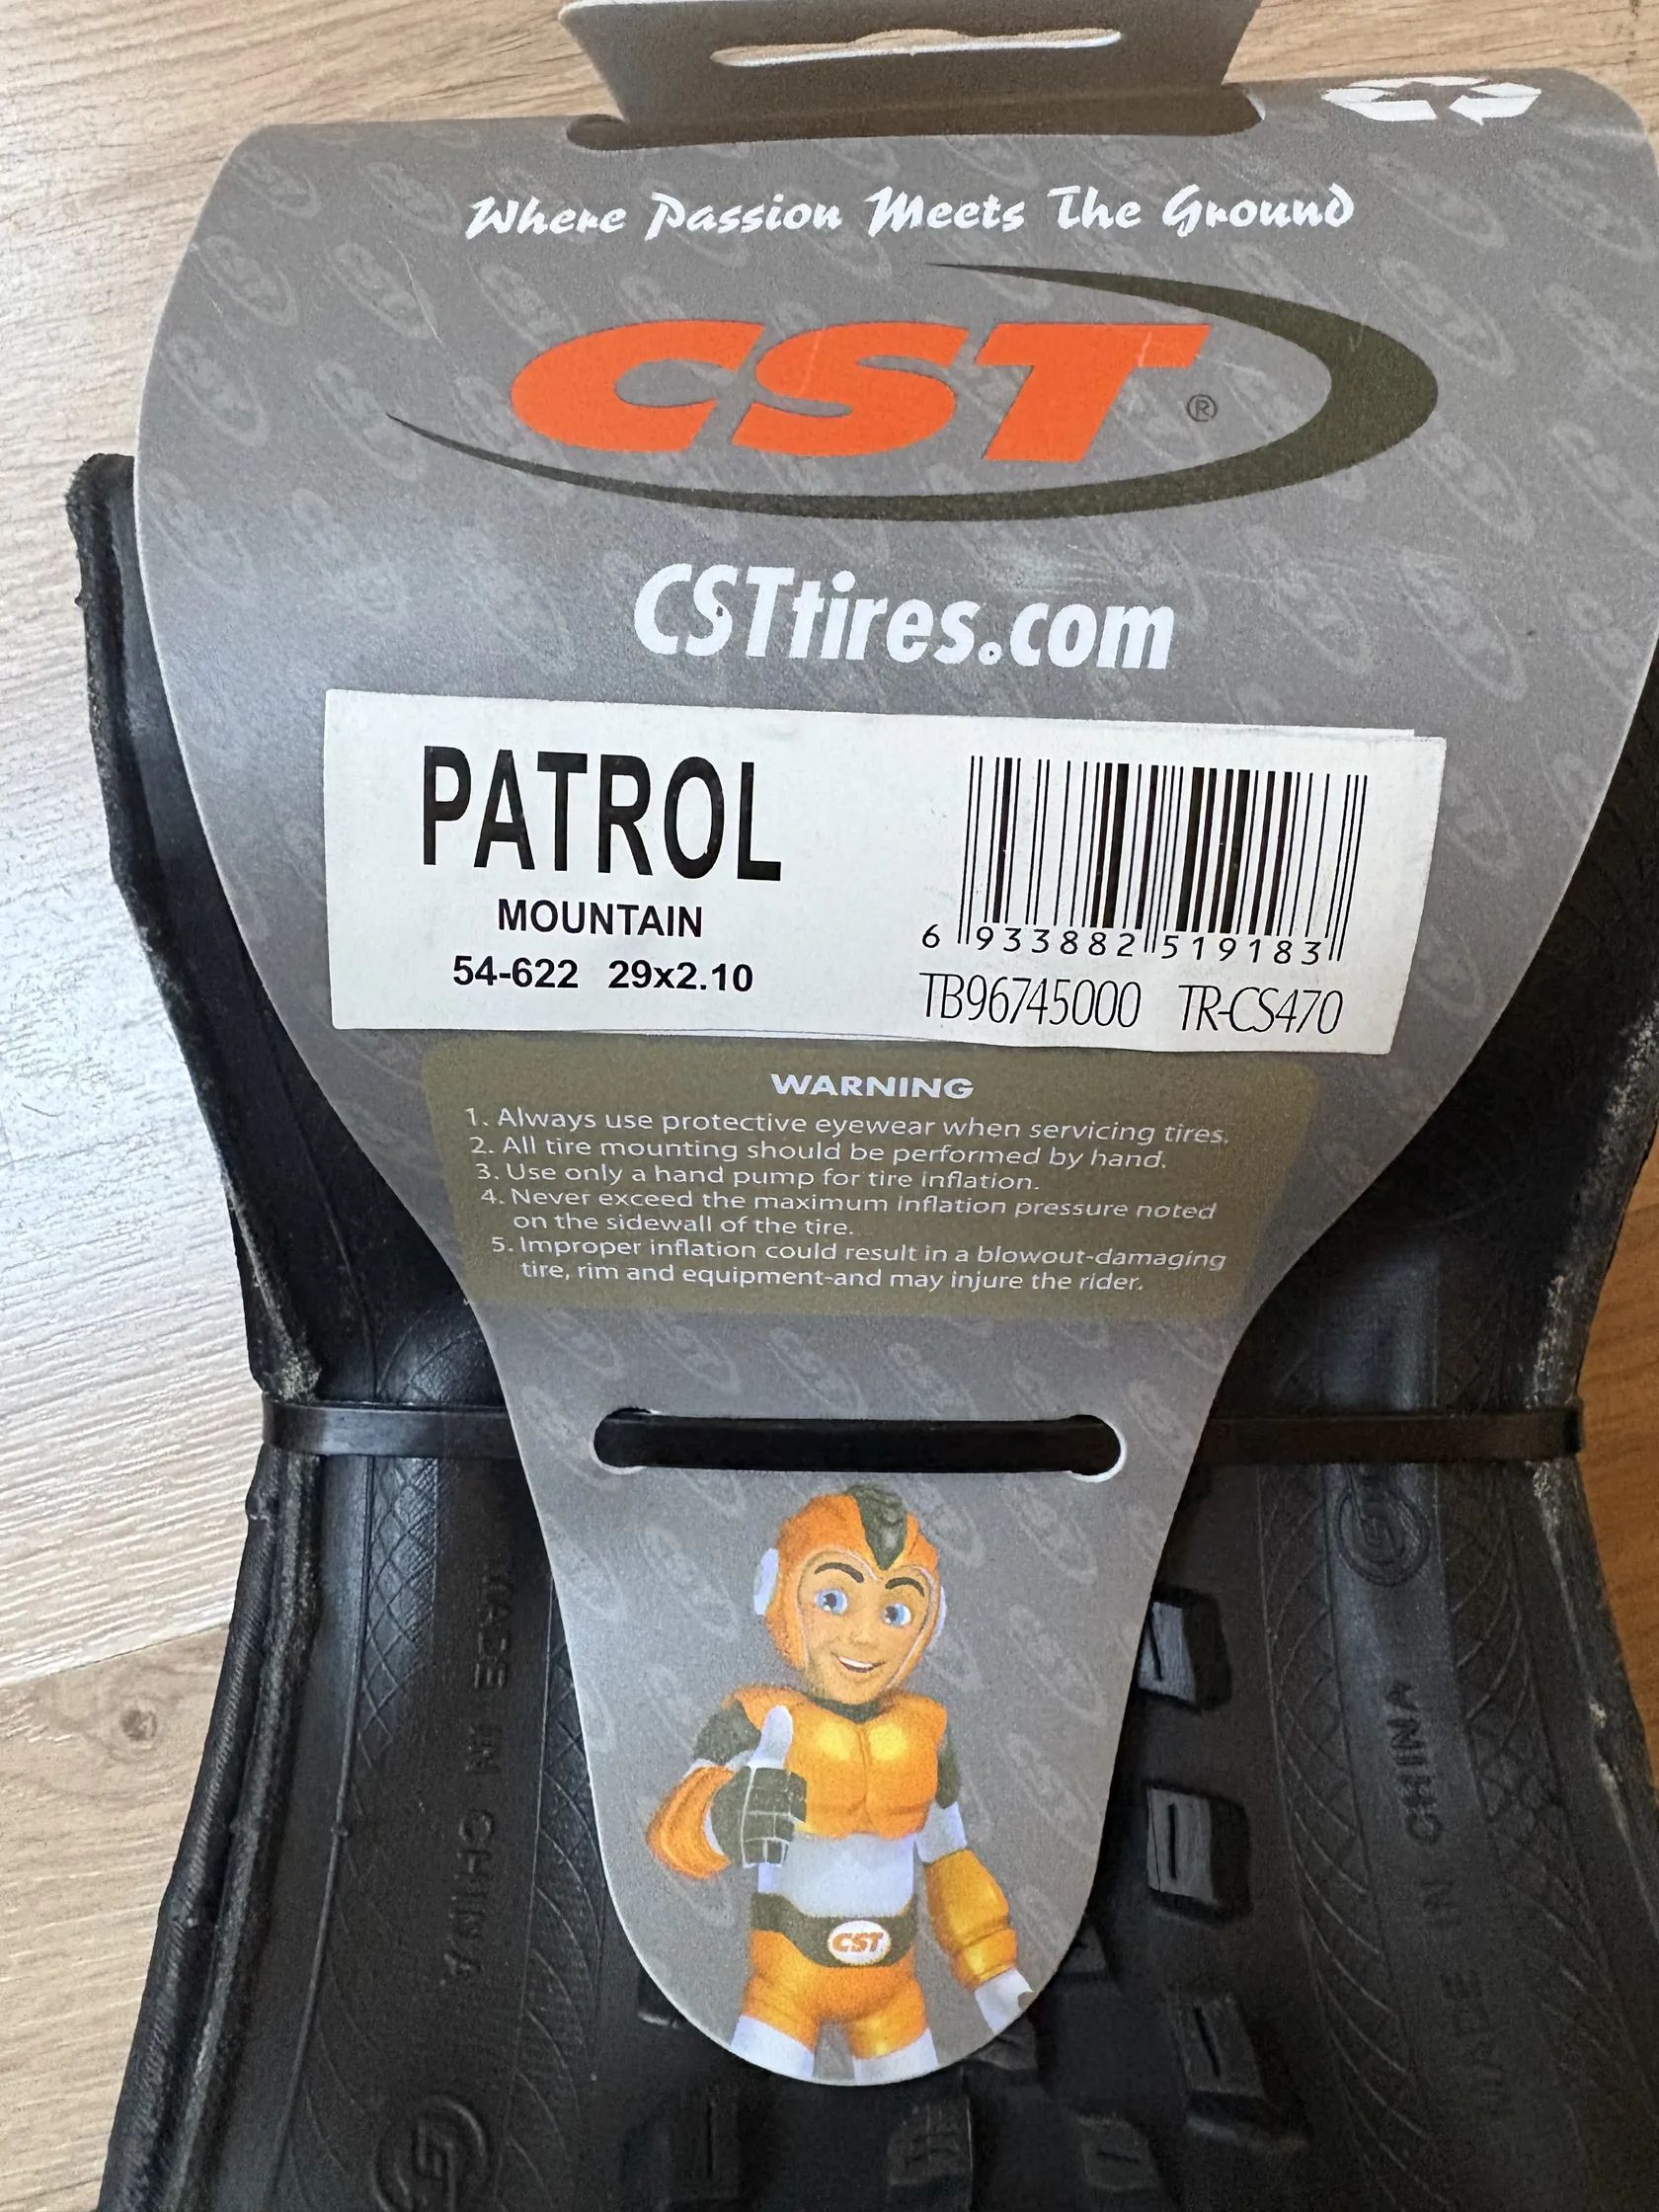 Where Passion Meets The Ground
CST®
CSTtires.com
PATROL
MOUNTAIN
54-622 29x2.10
6 933882 519183
TB96745000 TR-CS470
WARNING
1. Always use protective eyewear when servicing tires.
2. All tire mounting should be performed by hand.
3. Use only a hand pump for tire inflation.
4. Never exceed the maximum inflation pressure noted
on the sidewall of the tire.
5. Improper inflation could result in a blowout-damaging
tire, rim and equipment-and may injure the rider.
CST
MADE IN CHINA
MADE IN CHINA